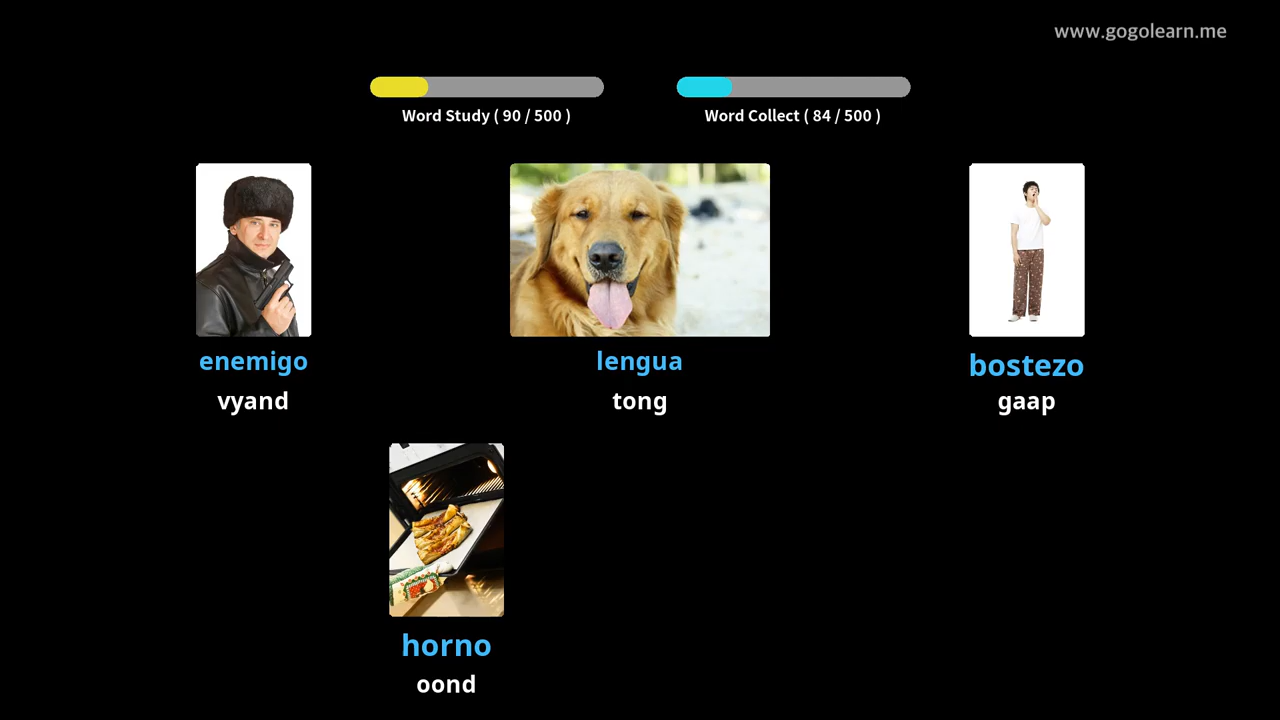 www.gogolearn.me
Word Study ( 90 / 500 )
Word Collect ( 84 / 500 )
enemigo
vyand
lengua
tong
bostezo
gaap
horno
oond